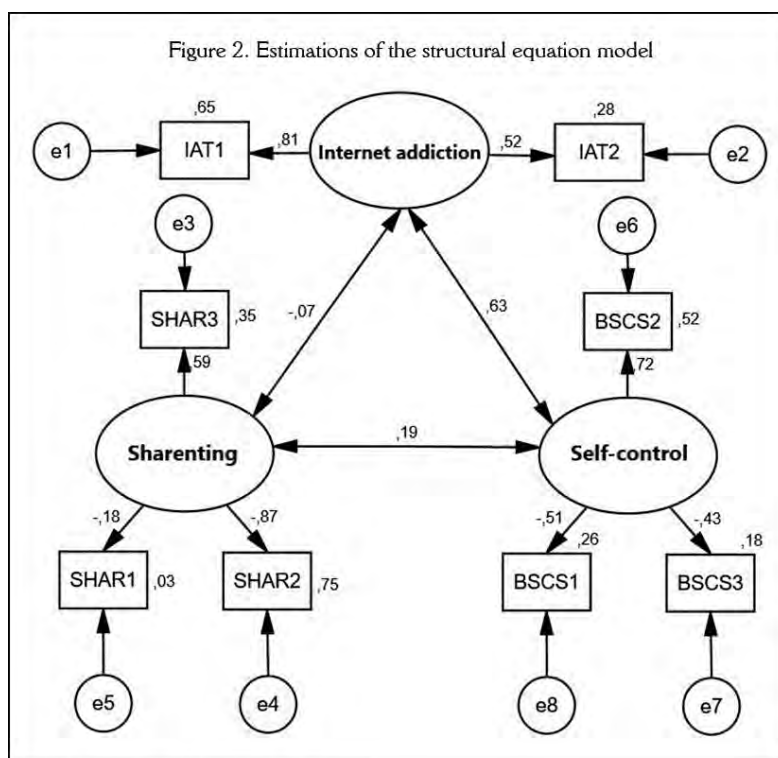 Figure 2. Estimations of the structural equation model
,65
,28
e1
IAT1
,81
Internet addiction
,52
IAT2
e2
e3
e6
SHAR3
,35
-,07
,63
BSCS2
,52
,59
,72
Sharenting
,19
Self-control
-,18
-,87
-,51
-,43
,26
,18
SHAR1
,03
SHAR2
,75
BSCS1
BSCS3
e5
e4
e8
e7